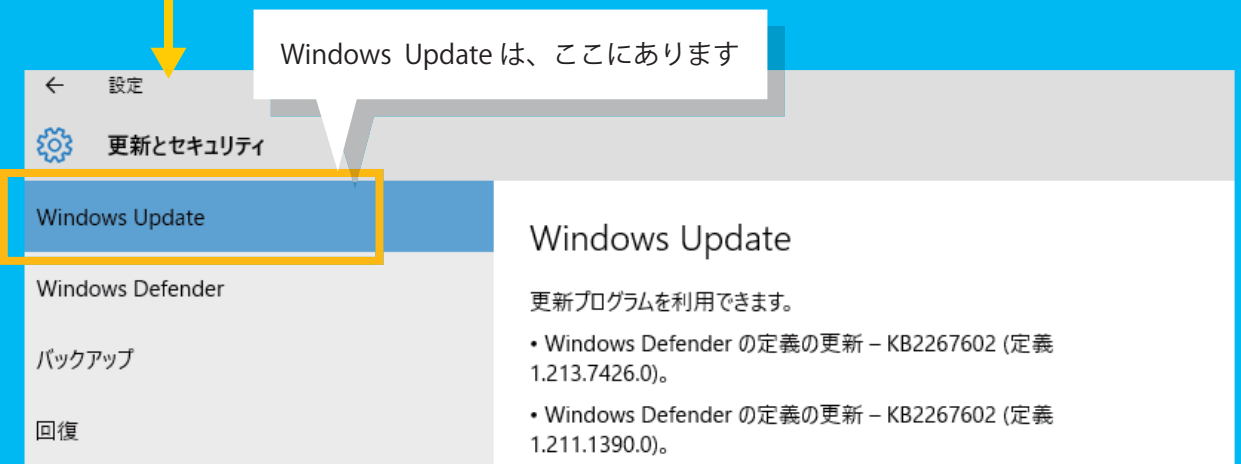 Windows Update は、ここにあります
← 設定
更新とセキュリティ
Windows Update
Windows Defender
バックアップ
回復
Windows Update
更新プログラムを利用できます。
• Windows Defender の定義の更新 – KB2267602 (定義
1.213.7426.0)。
• Windows Defender の定義の更新 – KB2267602 (定義
1.211.1390.0)。